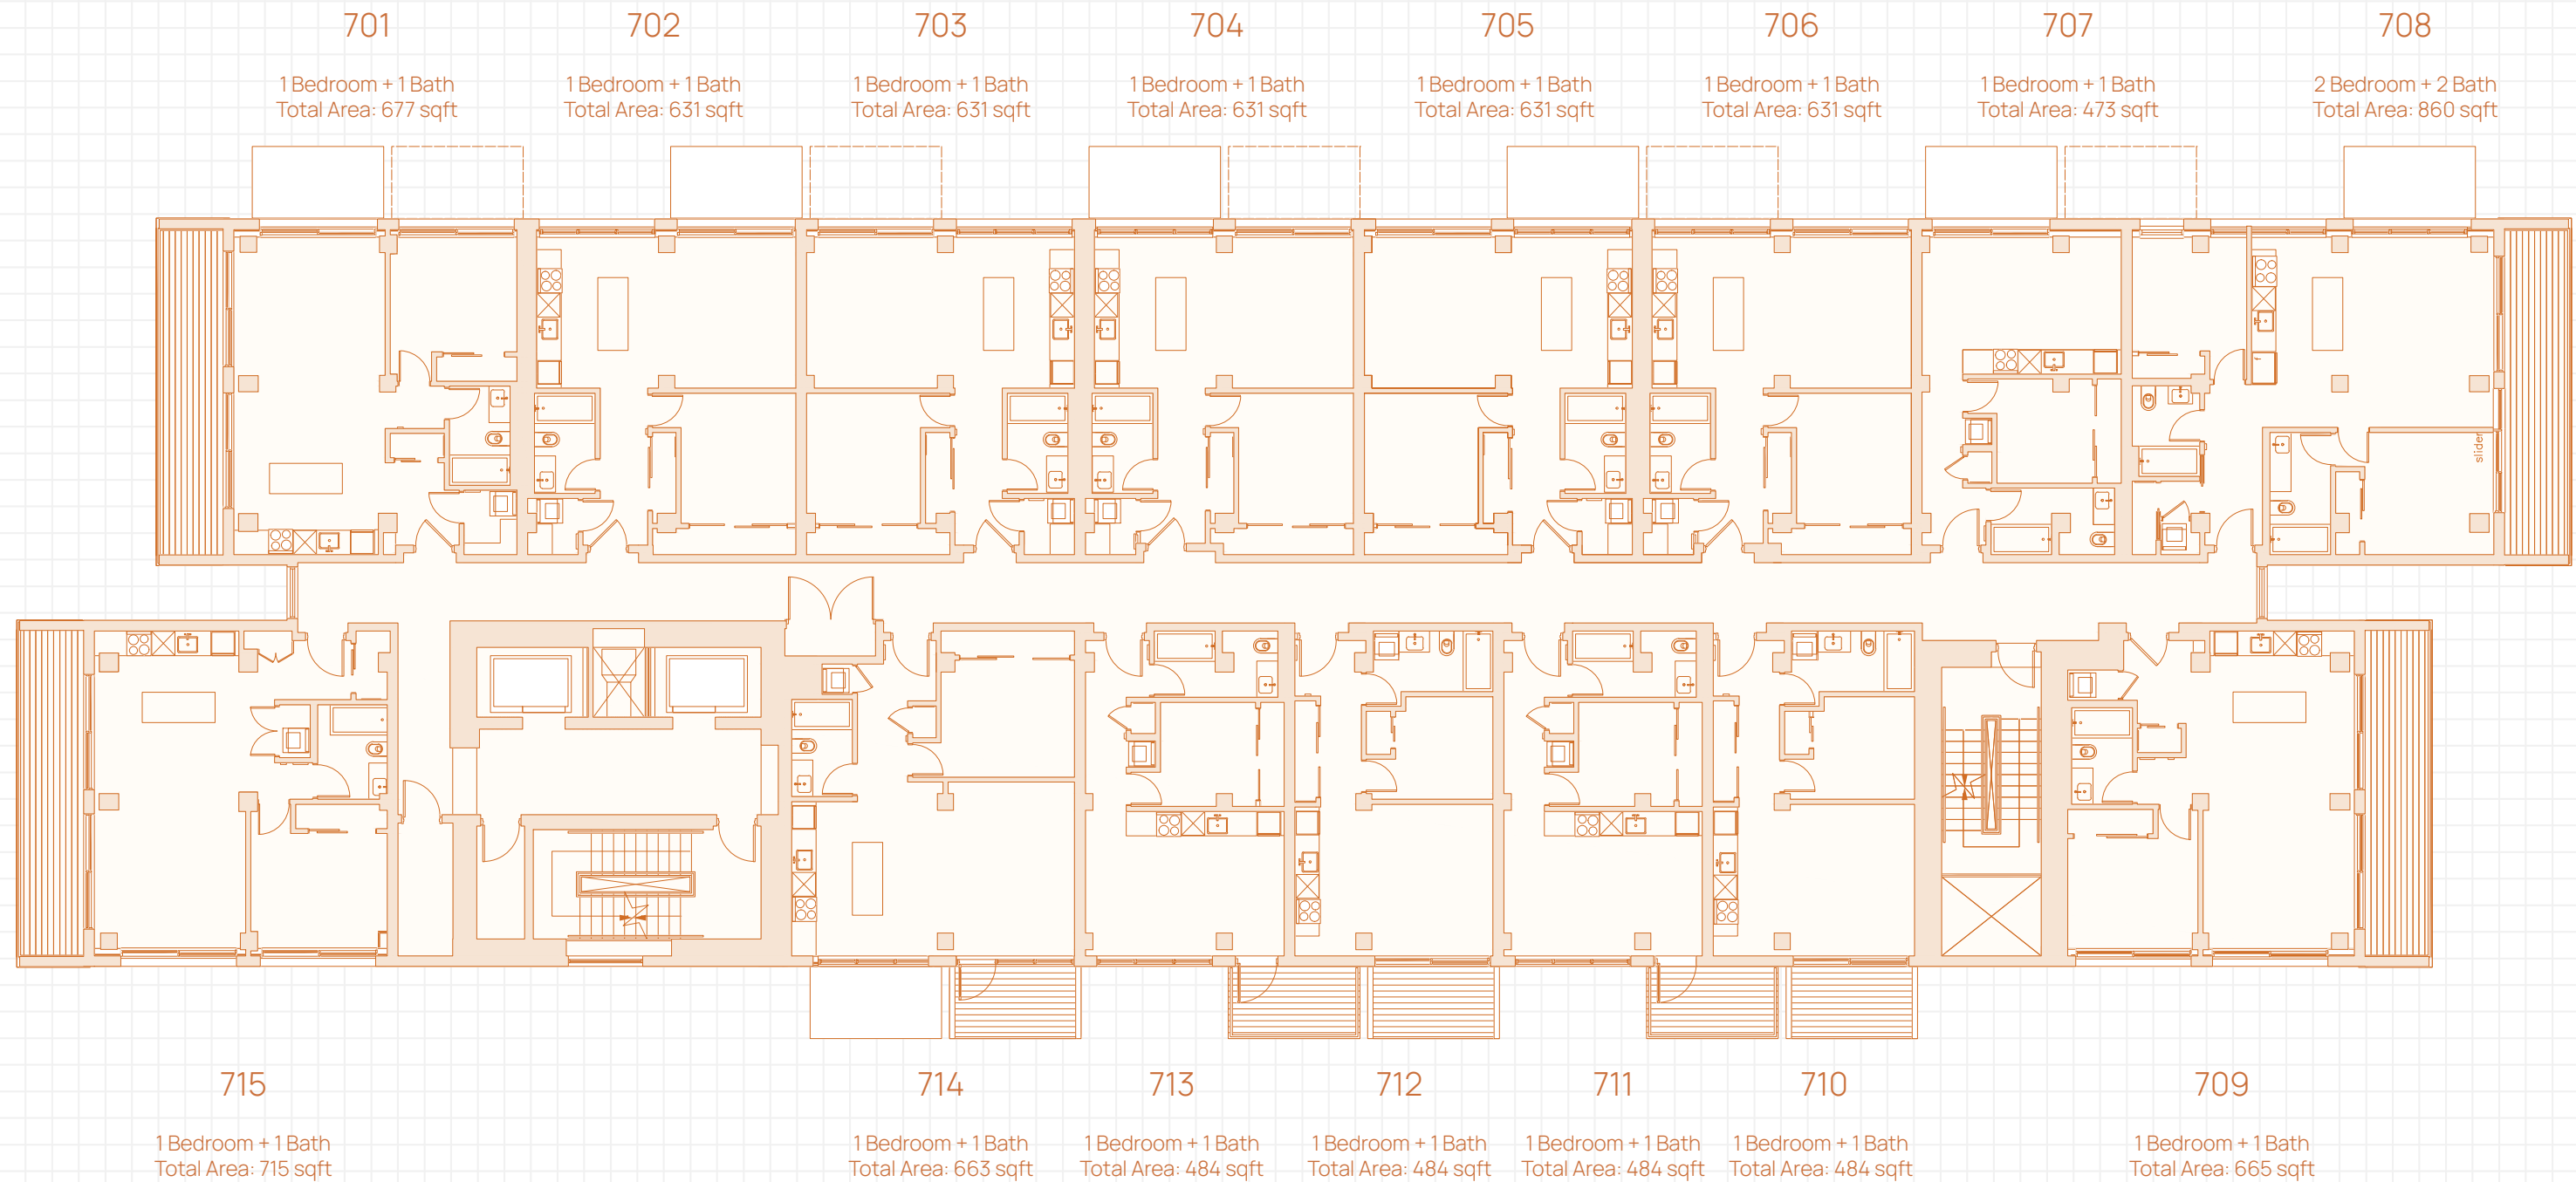 701
1 Bedroom + 1 Bath
Total Area: 677 sqft
702
1 Bedroom + 1 Bath
Total Area: 631 sqft
703
1 Bedroom + 1 Bath
Total Area: 631 sqft
704
1 Bedroom + 1 Bath
Total Area: 631 sqft
705
1 Bedroom + 1 Bath
Total Area: 631 sqft
706
1 Bedroom + 1 Bath
Total Area: 631 sqft
707
1 Bedroom + 1 Bath
Total Area: 473 sqft
708
2 Bedroom + 2 Bath
Total Area: 860 sqft
slider
715
1 Bedroom + 1 Bath
Total Area: 715 sqft
714
1 Bedroom + 1 Bath
Total Area: 663 sqft
713
1 Bedroom + 1 Bath
Total Area: 484 sqft
712
1 Bedroom + 1 Bath
Total Area: 484 sqft
711
1 Bedroom + 1 Bath
Total Area: 484 sqft
710
1 Bedroom + 1 Bath
Total Area: 484 sqft
709
1 Bedroom + 1 Bath
Total Area: 665 sqft